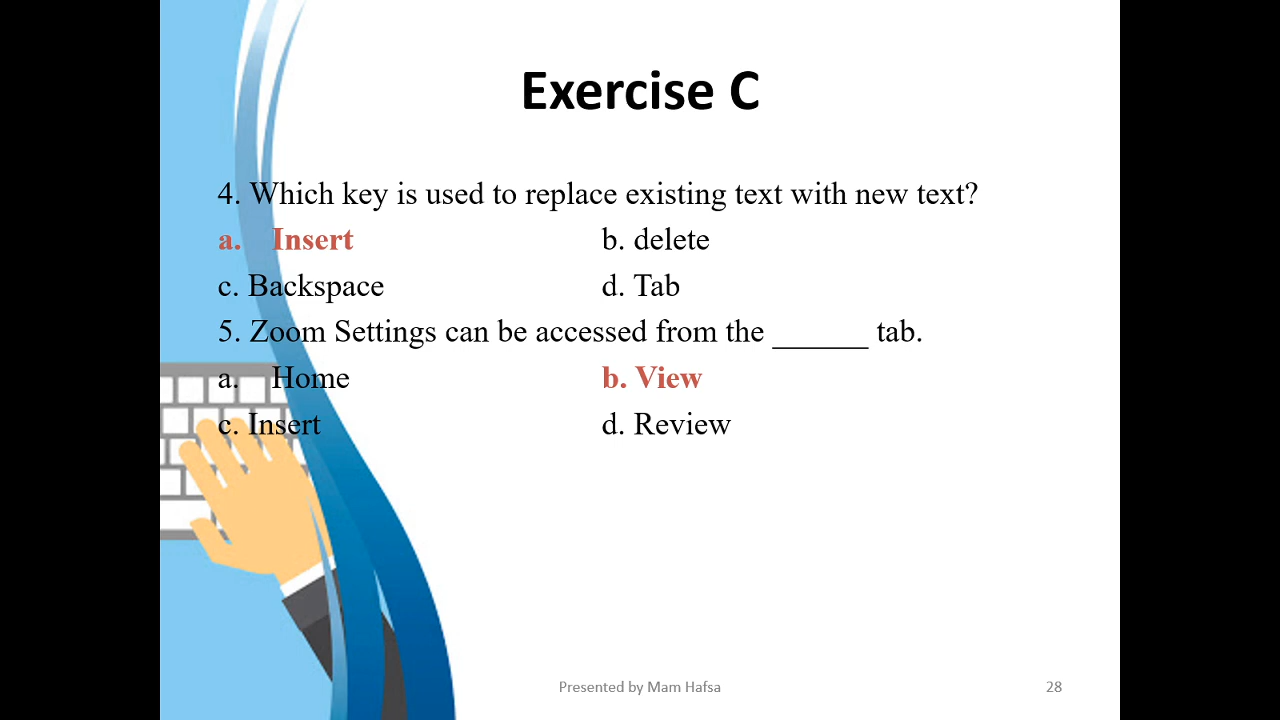 Exercise C
4. Which key is used to replace existing text with new text?
a. Insert b. delete
c. Backspace d. Tab
5. Zoom Settings can be accessed from the ______ tab.
a. Home b. View
c. Insert d. Review
Presented by Mam Hafsa 28